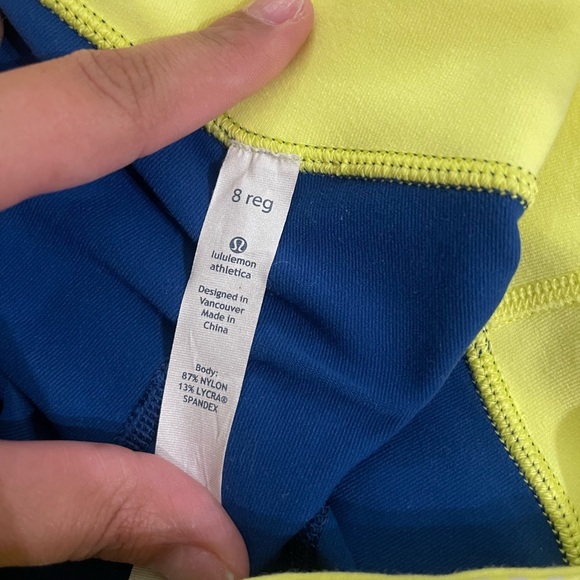 8 reg
lululemon
athletica
Designed in
Vancouver
Made in
China
Body:
87% NYLON
13% LYCRA®
SPANDEX